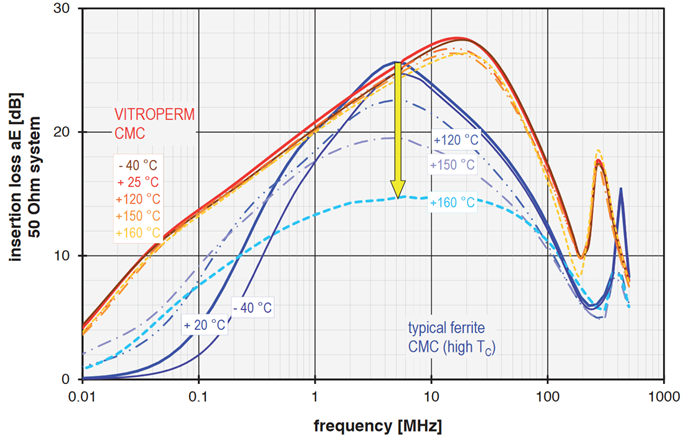 insertion loss aE [dB]
50 Ohm system
30
20
10
0
VITROPERM
CMC
- 40 °C
+ 25 °C
+120 °C
+150 °C
+160 °C
+120 °C
+150 °C
+160 °C
- 40 °C
+ 20 °C
typical ferrite
CMC (high TC)
0.01
0.1
1
10
100
1000
frequency [MHz]